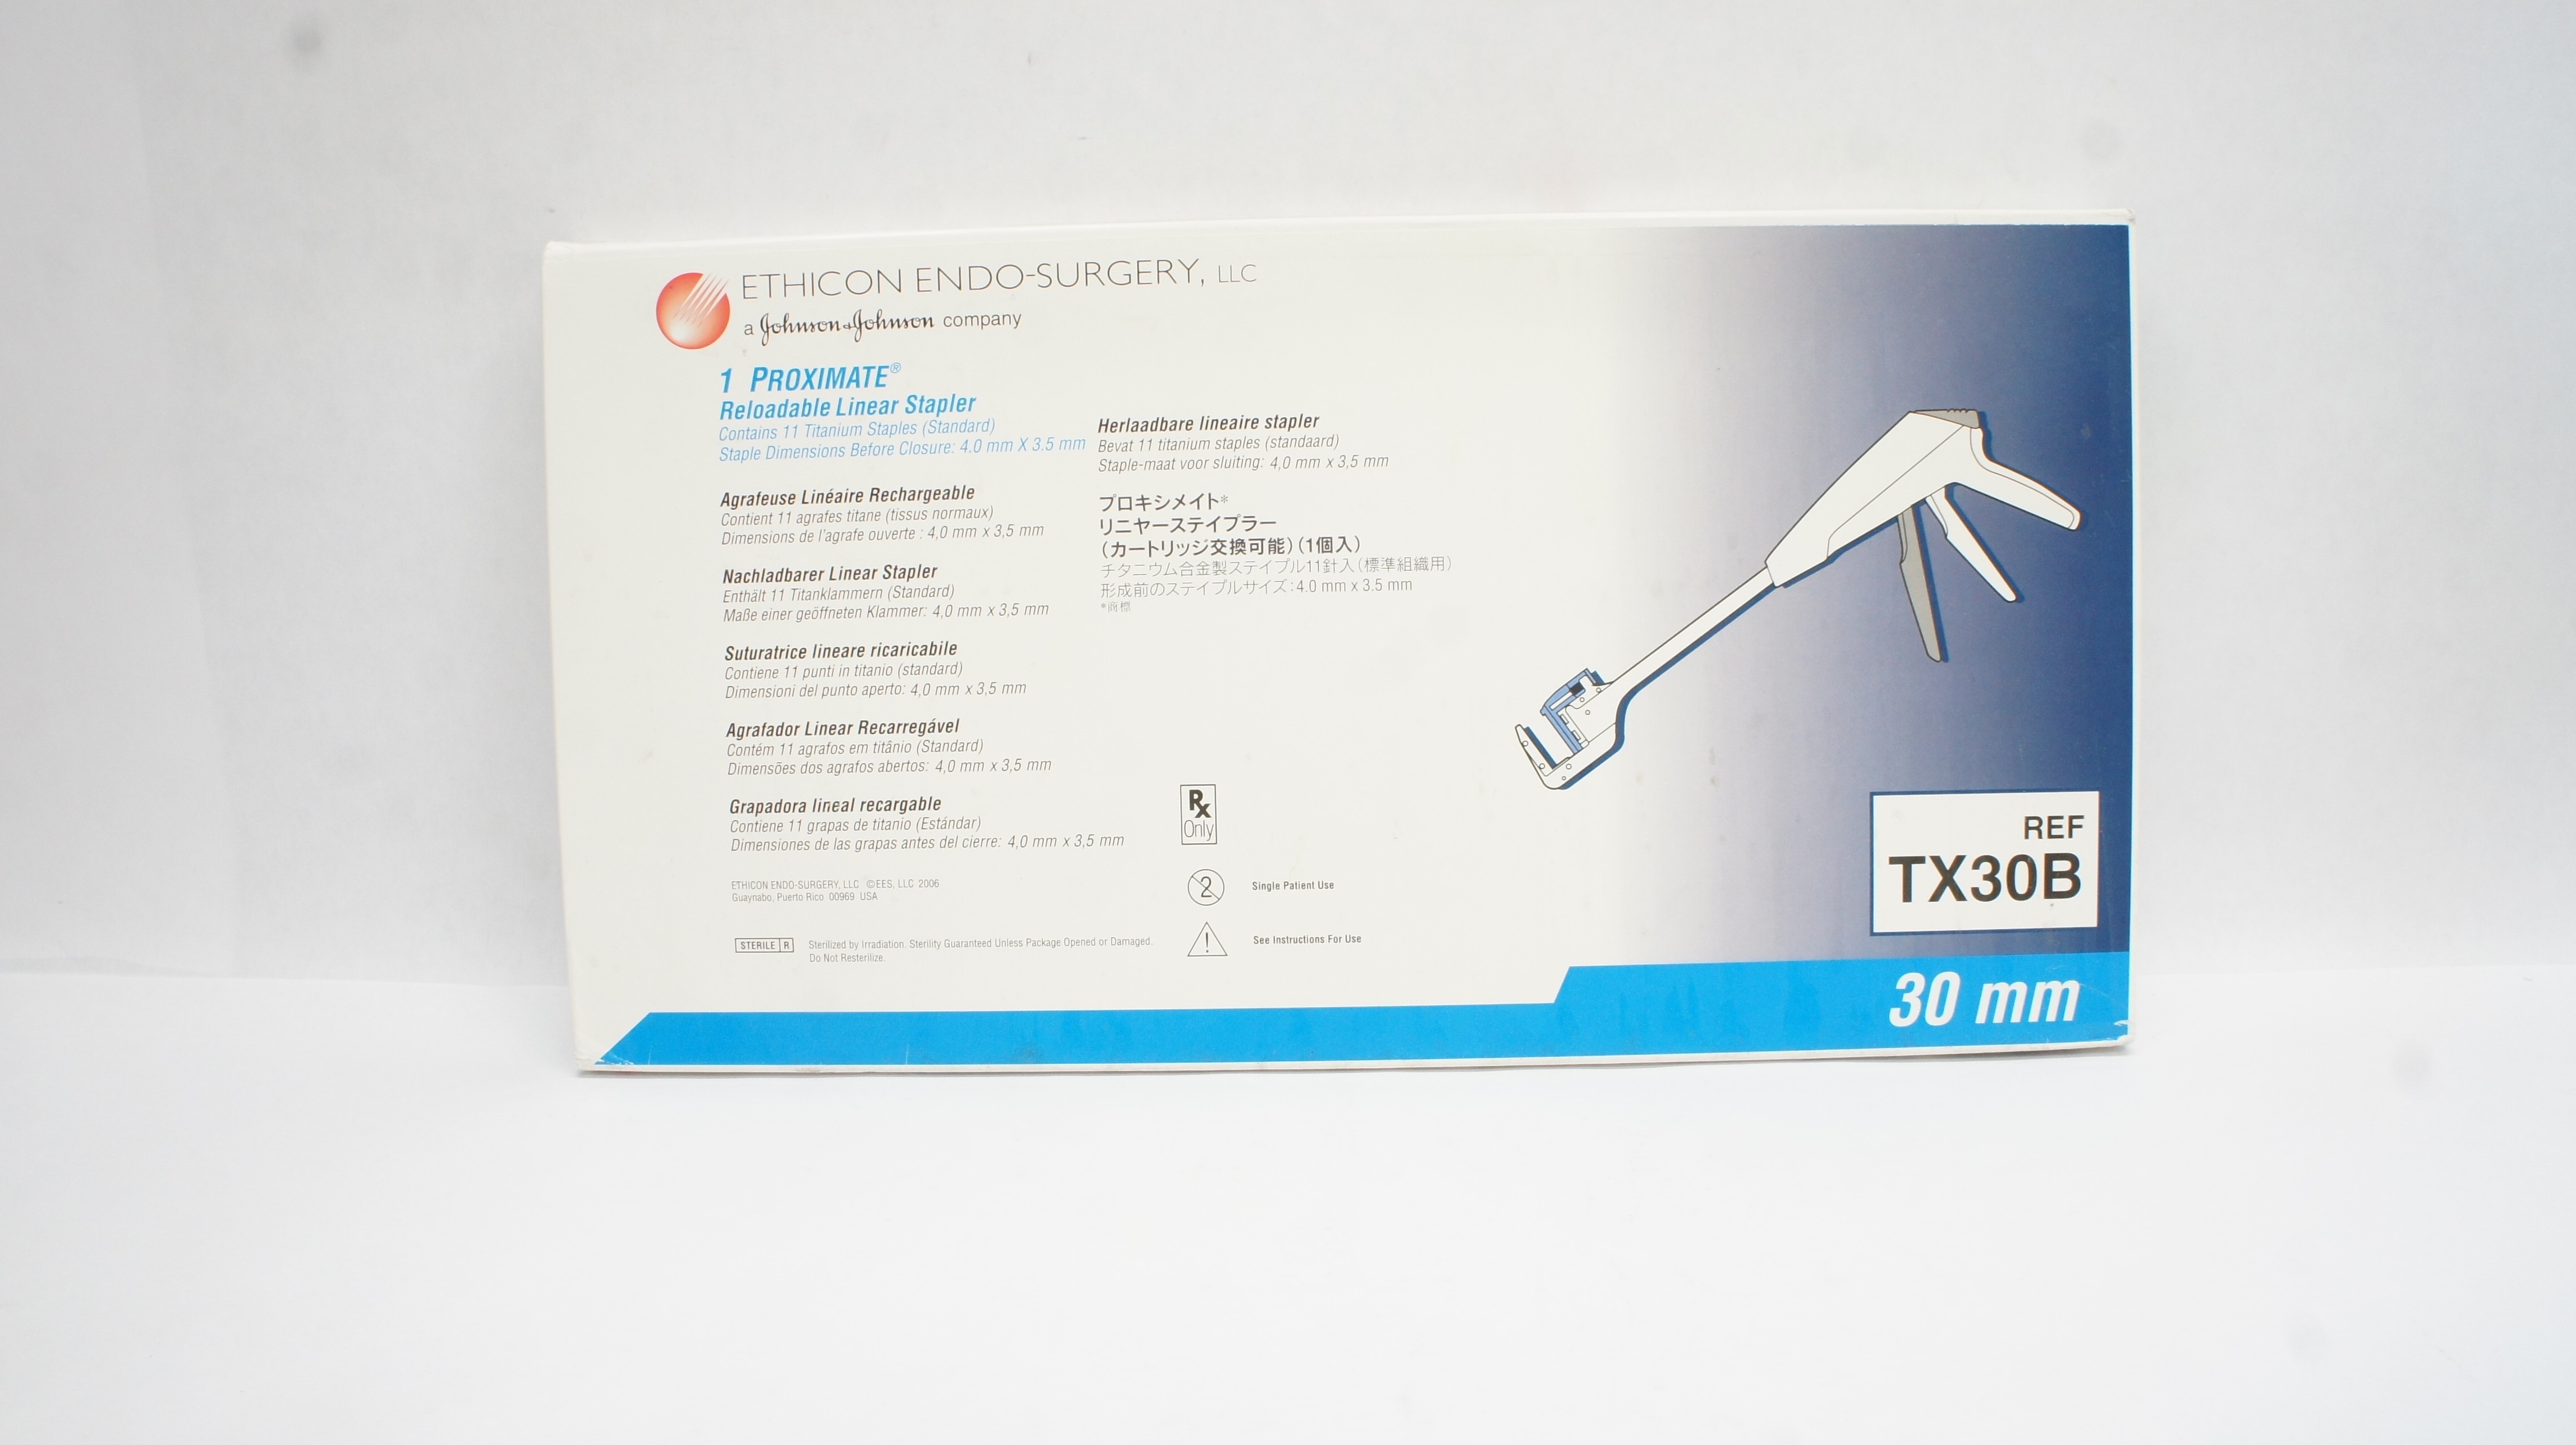 ETHICON ENDO-SURGERY, LLC
a Johnson & Johnson company
1 PROXIMATE®
Reloadable Linear Stapler
Contains 11 Titanium Staples (Standard)
Staple Dimensions Before Closure: 4.0 mm X 3.5 mm
Agrafeuse Linéaire Rechargeable
Contient 11 agrafes titane (tissus normaux)
Dimensions de l'agrafe ouverte : 4,0 mm x 3,5 mm
Nachladbarer Linear Stapler
Enthält 11 Titanklammern (Standard)
Maße einer geöffneten Klammer: 4,0 mm x 3,5 mm
Suturatrice lineare ricaricabile
Contiene 11 punti in titanio (standard)
Dimensioni del punto aperto: 4,0 mm x 3,5 mm
Agrafador Linear Recarregável
Contém 11 agrafos em titânio (Standard)
Dimensões dos agrafos abertos: 4,0 mm x 3,5 mm
Grapadora lineal recargable
Contiene 11 grapas de titanio (Estándar)
Dimensiones de las grapas antes del cierre: 4,0 mm x 3,5 mm
Herlaadbare lineaire stapler
Bevat 11 titanium staples (standaard)
Staple-maat voor sluiting: 4,0 mm x 3,5 mm
プロキシメイト*
リニヤーステイプラー
(カートリッジ交換可能)(1個入)
チタニウム合金製ステイプル11針入(標準組織用)
形成前のステイプルサイズ:4.0 mm x 3.5 mm
*商標
ETHICON ENDO-SURGERY, LLC ©EES, LLC 2006
Guaynabo, Puerto Rico 00969 USA
STERILE R
Sterilized by Irradiation. Sterility Guaranteed Unless Package Opened or Damaged.
Do Not Resterilize.
Rx
Only
2
Single Patient Use
!
See Instructions For Use
REF
TX30B
30 mm